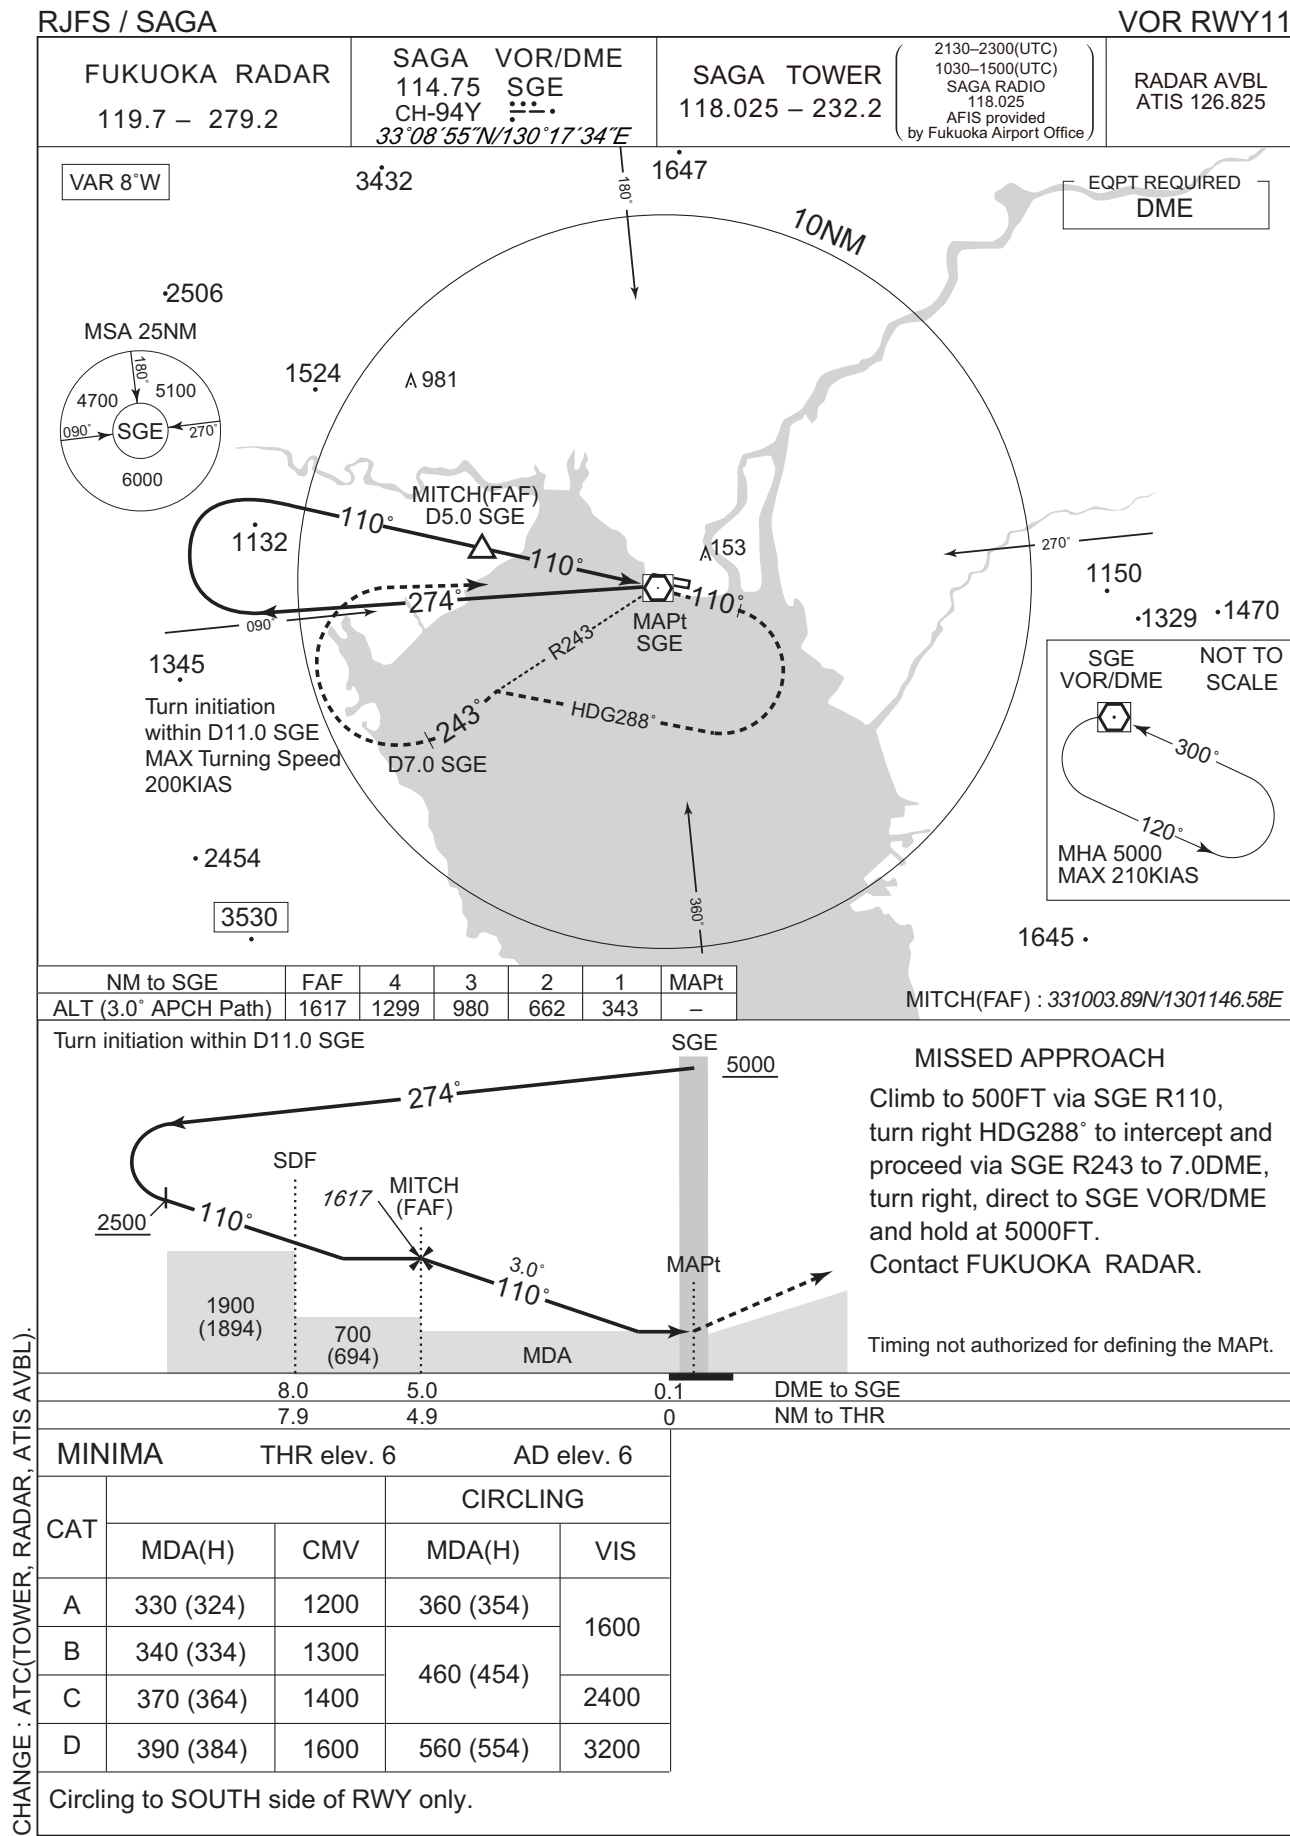 RJFS / SAGA
VOR RWY11
FUKUOKA RADAR
119.7 – 279.2
SAGA VOR/DME
114.75 SGE
CH-94Y
33°08´55˝N/130°17´34˝E
SAGA TOWER
118.025 – 232.2
2130–2300(UTC)
1030–1500(UTC)
SAGA RADIO
118.025
AFIS provided
by Fukuoka Airport Office
RADAR AVBL
ATIS 126.825
VAR 8°W
3432
180°
1647
EQPT REQUIRED
DME
10NM
2506
MSA 25NM
180°
4700
5100
090°
SGE
270°
6000
1524
981
MITCH(FAF)
D5.0 SGE
110°
1132
110°
153
270°
274°
110°
1150
090°
MAPt
SGE
R243
1329
1470
1345
Turn initiation
within D11.0 SGE
MAX Turning Speed
200KIAS
243°
HDG288°
D7.0 SGE
SGE
VOR/DME
NOT TO
SCALE
300°
120°
MHA 5000
MAX 210KIAS
2454
3530
360°
1645
NM to SGE FAF 4 3 2 1 MAPt
ALT (3.0° APCH Path) 1617 1299 980 662 343 –
MITCH(FAF) : 331003.89N/1301146.58E
Turn initiation within D11.0 SGE
SGE
5000
274°
SDF
1617
MITCH
(FAF)
2500
110°
3.0°
110°
MAPt
1900
(1894)
700
(694)
MDA
MISSED APPROACH
Climb to 500FT via SGE R110,
turn right HDG288° to intercept and
proceed via SGE R243 to 7.0DME,
turn right, direct to SGE VOR/DME
and hold at 5000FT.
Contact FUKUOKA RADAR.
Timing not authorized for defining the MAPt.
8.0 5.0 0.1 DME to SGE
7.9 4.9 0 NM to THR
MINIMA THR elev. 6 AD elev. 6
CAT
CIRCLING
MDA(H) CMV MDA(H) VIS
A 330 (324) 1200 360 (354) 1600
B 340 (334) 1300 460 (454)
C 370 (364) 1400 2400
D 390 (384) 1600 560 (554) 3200
Circling to SOUTH side of RWY only.
CHANGE : ATC(TOWER, RADAR, ATIS AVBL).